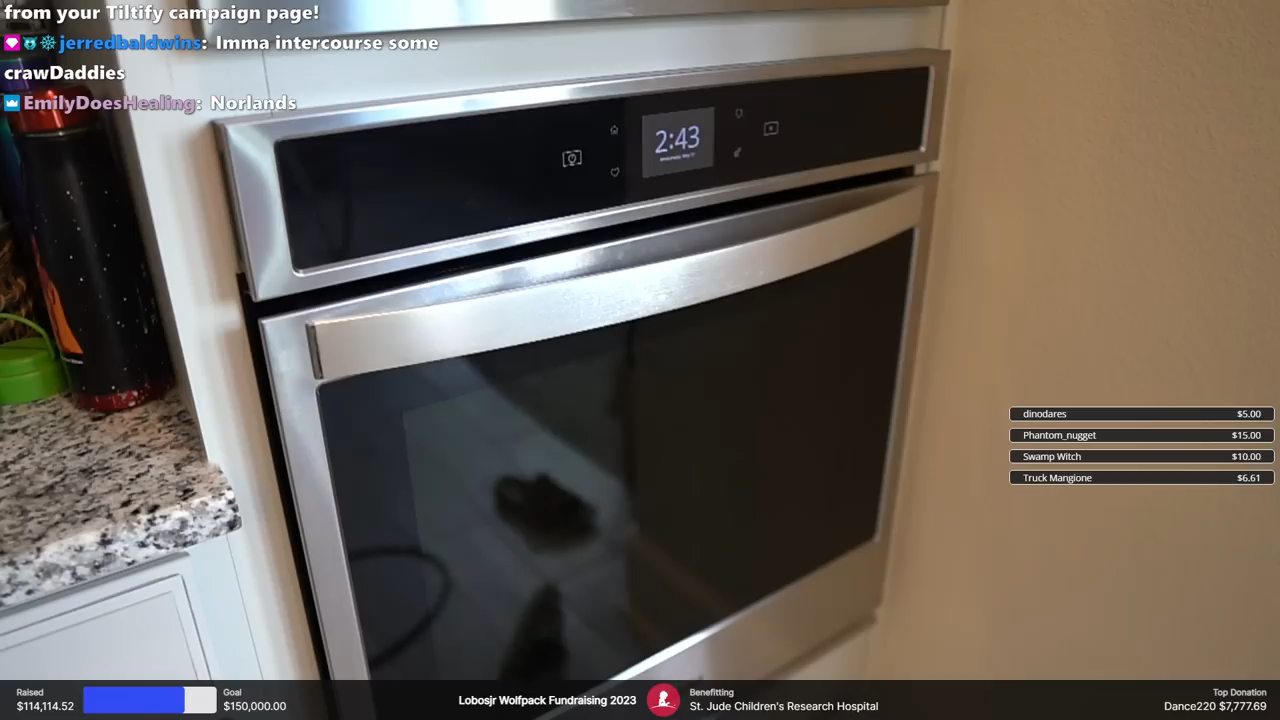 from your Tiltify campaign page!
jerredbaldwins: Imma intercourse some
crawDaddies
EmilyDoesHealing: Norlands
2:43
dinodares $5.00
Phantom_nugget $15.00
Swamp Witch $10.00
Truck Mangione $6.61
Raised
$114,114.52
Goal
$150,000.00
Lobosjr Wolfpack Fundraising 2023
Benefitting
St. Jude Children's Research Hospital
Top Donation
Dance220 $7,777.69